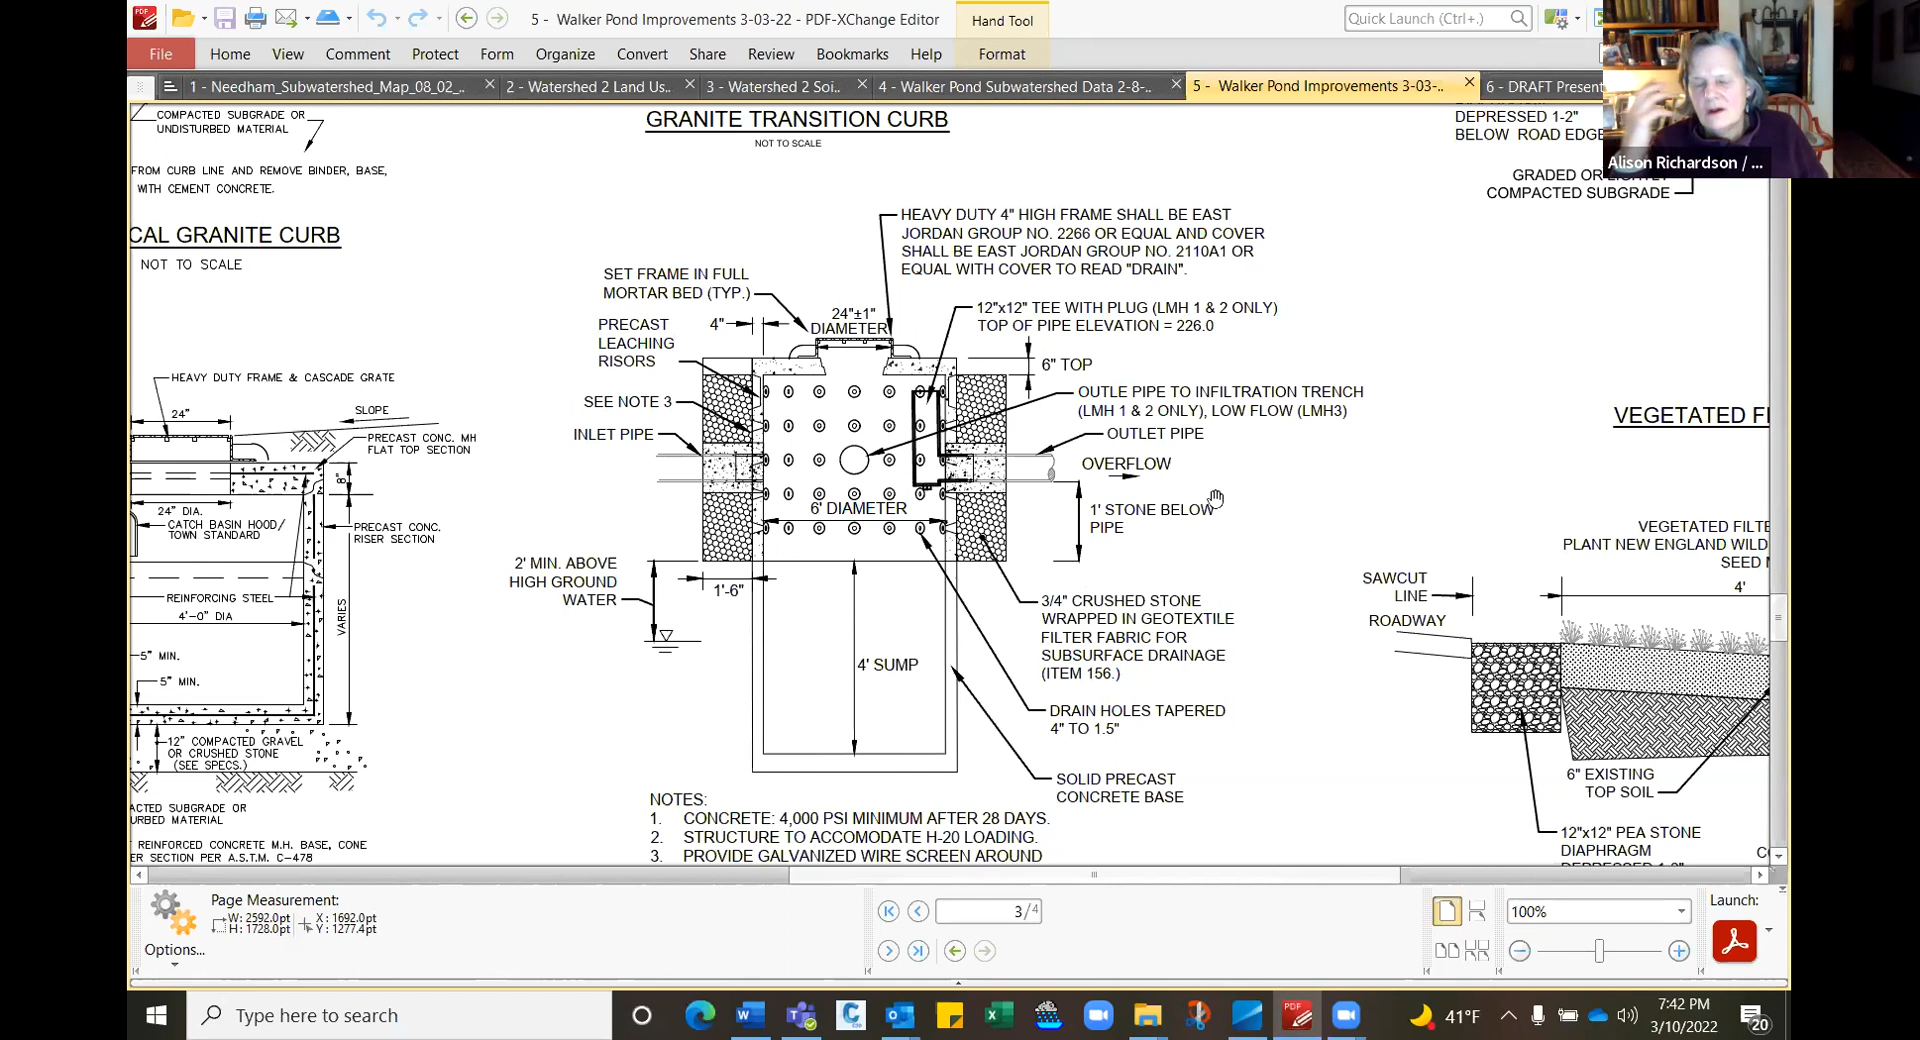 5 - Walker Pond Improvements 3-03-22 - PDF-XChange Editor
Hand Tool
Quick Launch (Ctrl+.)
File
Home
View
Comment
Protect
Form
Organize
Convert
Share
Review
Bookmarks
Help
Format
1 - Needham_Subwatershed_Map_08_02_..
2 - Watershed 2 Land Us..
3 - Watershed 2 Soi..
4 - Walker Pond Subwatershed Data 2-8-..
5 - Walker Pond Improvements 3-03-..
6 - DRAFT Present
Alison Richardson / ...
COMPACTED SUBGRADE OR
UNDISTURBED MATERIAL
FROM CURB LINE AND REMOVE BINDER, BASE,
WITH CEMENT CONCRETE.
CAL GRANITE CURB
NOT TO SCALE
GRANITE TRANSITION CURB
NOT TO SCALE
DEPRESSED 1-2"
BELOW ROAD EDGE
GRADED OR LIGHTLY
COMPACTED SUBGRADE
HEAVY DUTY FRAME & CASCADE GRATE
24"
SLOPE
PRECAST CONC. MH
FLAT TOP SECTION
8"
24" DIA.
CATCH BASIN HOOD/
TOWN STANDARD
PRECAST CONC.
RISER SECTION
REINFORCING STEEL
4'-0" DIA
VARIES
5" MIN.
5" MIN.
12" COMPACTED GRAVEL
OR CRUSHED STONE
(SEE SPECS.)
ACTED SUBGRADE OR
URBED MATERIAL
REINFORCED CONCRETE M.H. BASE, CONE
ER SECTION PER A.S.T.M. C-478
HEAVY DUTY 4" HIGH FRAME SHALL BE EAST
JORDAN GROUP NO. 2266 OR EQUAL AND COVER
SHALL BE EAST JORDAN GROUP NO. 2110A1 OR
EQUAL WITH COVER TO READ "DRAIN".
SET FRAME IN FULL
MORTAR BED (TYP.)
24"±1"
DIAMETER
4"
PRECAST
LEACHING
RISORS
12"x12" TEE WITH PLUG (LMH 1 & 2 ONLY)
TOP OF PIPE ELEVATION = 226.0
6" TOP
SEE NOTE 3
INLET PIPE
OUTLE PIPE TO INFILTRATION TRENCH
(LMH 1 & 2 ONLY), LOW FLOW (LMH3)
OUTLET PIPE
OVERFLOW
6' DIAMETER
1' STONE BELOW
PIPE
2' MIN. ABOVE
HIGH GROUND
WATER
1'-6"
4' SUMP
3/4" CRUSHED STONE
WRAPPED IN GEOTEXTILE
FILTER FABRIC FOR
SUBSURFACE DRAINAGE
(ITEM 156.)
DRAIN HOLES TAPERED
4" TO 1.5"
SOLID PRECAST
CONCRETE BASE
NOTES:
1. CONCRETE: 4,000 PSI MINIMUM AFTER 28 DAYS.
2. STRUCTURE TO ACCOMODATE H-20 LOADING.
3. PROVIDE GALVANIZED WIRE SCREEN AROUND
VEGETATED FI
VEGETATED FILTE
PLANT NEW ENGLAND WILD
SEED M
SAWCUT
LINE
4'
ROADWAY
6" EXISTING
TOP SOIL
12"x12" PEA STONE
DIAPHRAGM
DEPRESSED 1-2"
Page Measurement:
W: 2592.0pt
H: 1728.0pt
X: 1692.0pt
Y: 1277.4pt
Options...
3/4
100%
Launch:
Type here to search
41°F
7:42 PM
3/10/2022
20